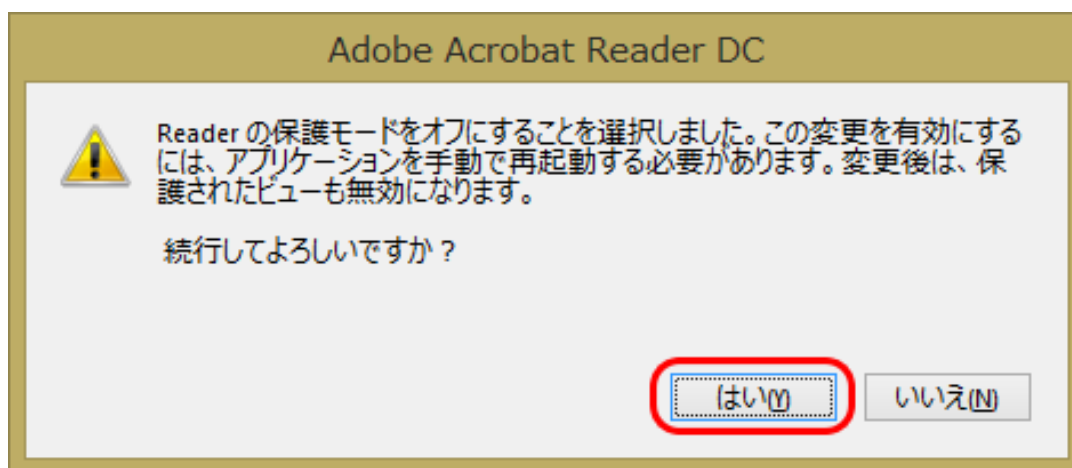 Adobe Acrobat Reader DC
Reader の保護モードをオフにすることを選択しました。この変更を有効にする
には、アプリケーションを手動で再起動する必要があります。変更後は、保
護されたビューも無効になります。
続行してよろしいですか？
はい(Y)
いいえ(N)